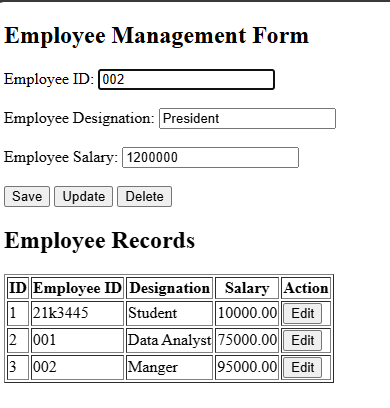 Employee Management Form
Employee ID: 002
Employee Designation: President
Employee Salary: 1200000
Save Update Delete
Employee Records
ID Employee ID Designation Salary Action
1 21k3445 Student 10000.00 Edit
2 001 Data Analyst 75000.00 Edit
3 002 Manger 95000.00 Edit